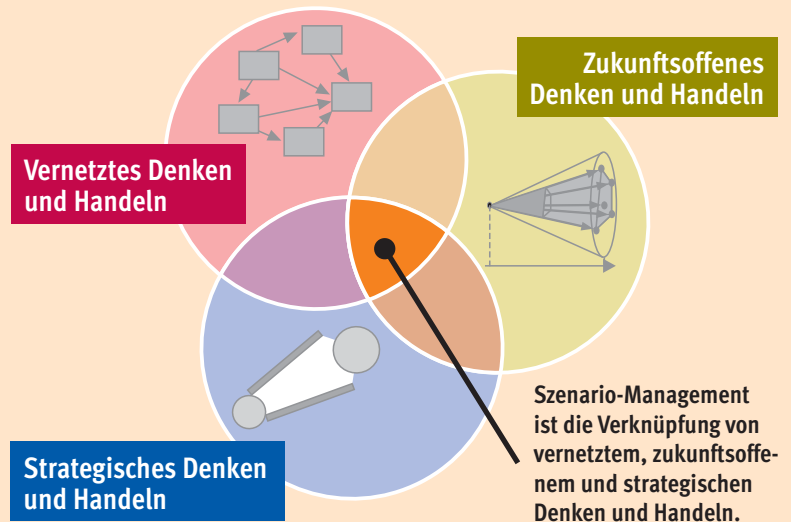 Zukunftsoffenes
Denken und Handeln
Vernetztes Denken
und Handeln
Strategisches Denken
und Handeln
Szenario-Management
ist die Verknüpfung von
vernetztem, zukunftsoffe-
nem und strategischen
Denken und Handeln.